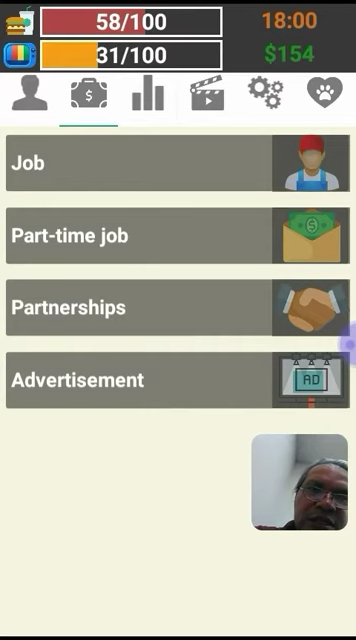 58/100 18:00
31/100 $154
Job
Part-time job
Partnerships
Advertisement
AD